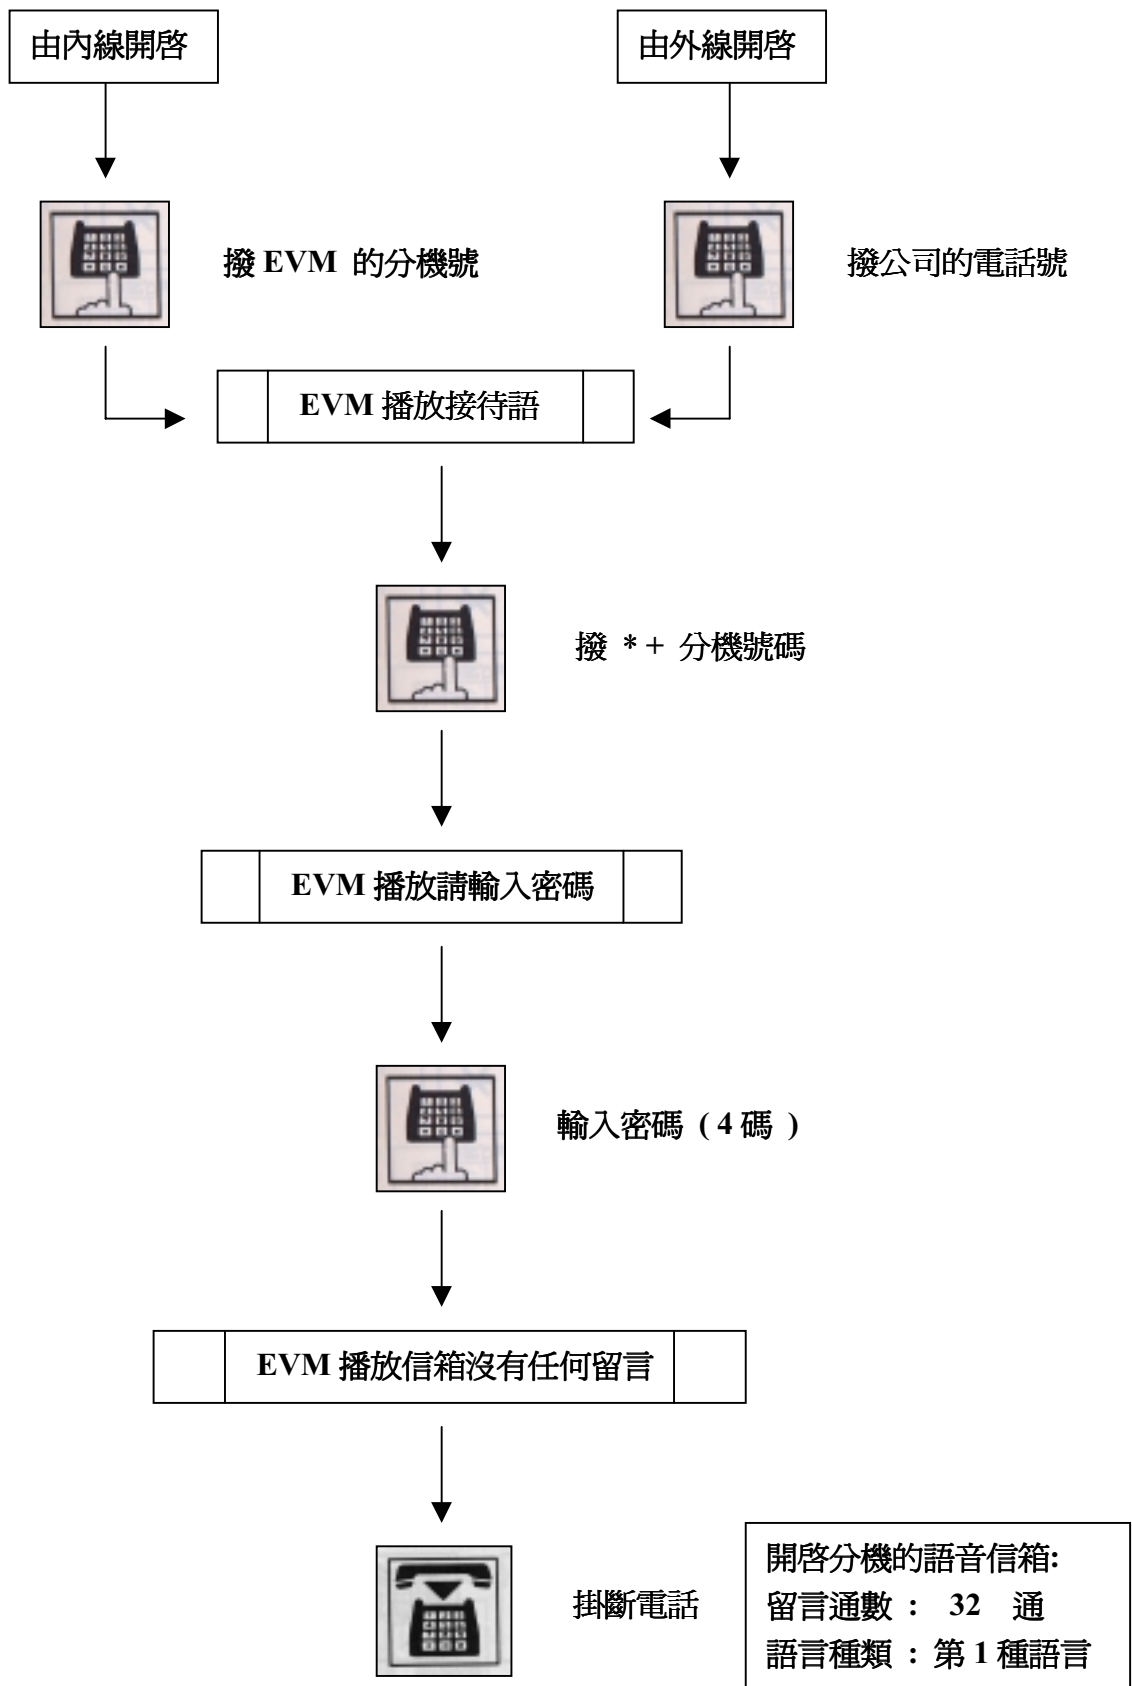 由內線開啓
由外線開啓
撥 EVM 的分機號
撥公司的電話號
EVM 播放接待語
撥 * + 分機號碼
EVM 播放請輸入密碼
輸入密碼 ( 4 碼 )
EVM 播放信箱沒有任何留言
掛斷電話
開啓分機的語音信箱:
留言通數 : 32 通
語言種類 : 第 1 種語言